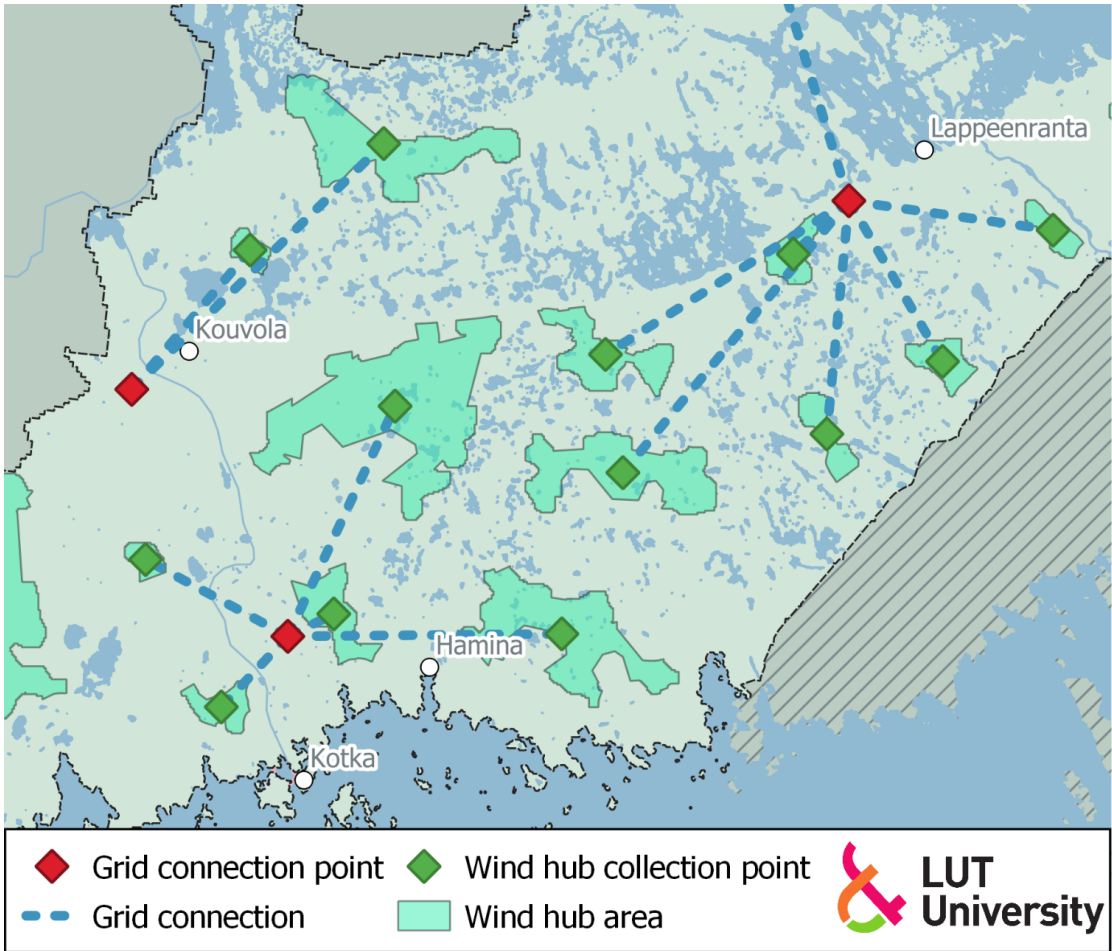 Lappeenranta
Kouvola
Hamina
Kotka
Grid connection point
Wind hub collection point
Grid connection
Wind hub area
LUT
University